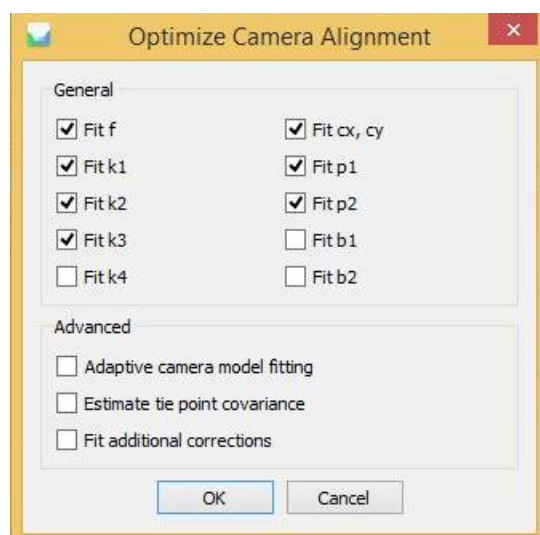 Optimize Camera Alignment
General
Fit f
Fit cx, cy
Fit k1
Fit p1
Fit k2
Fit p2
Fit k3
Fit b1
Fit k4
Fit b2
Advanced
Adaptive camera model fitting
Estimate tie point covariance
Fit additional corrections
OK
Cancel